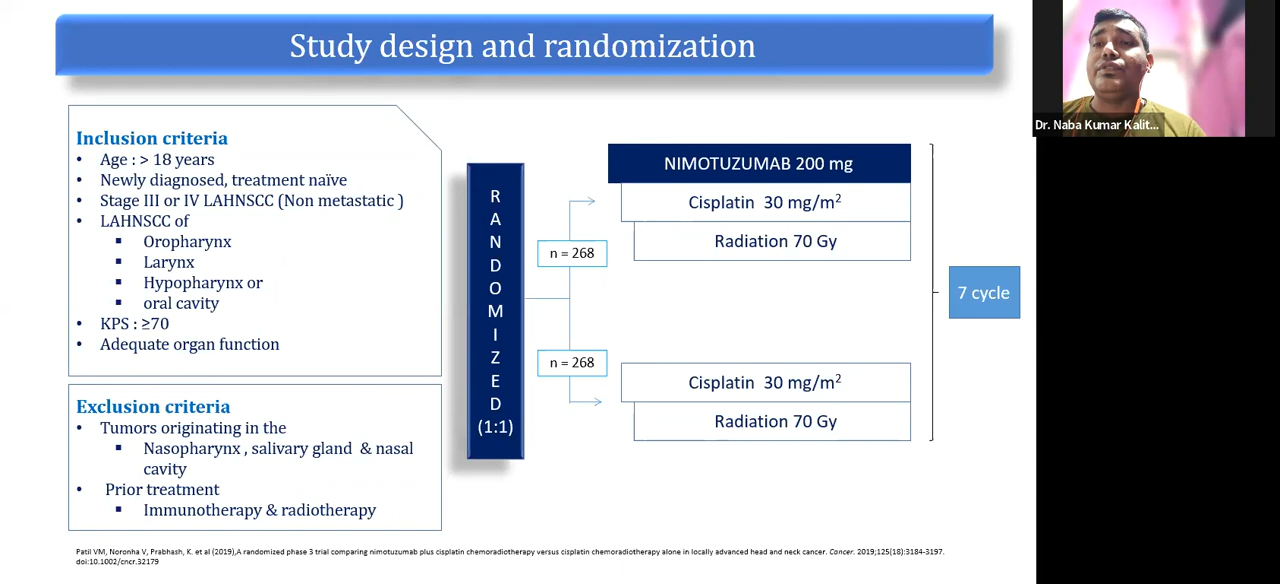 Study design and randomization
Inclusion criteria
• Age : > 18 years
• Newly diagnosed, treatment naïve
• Stage III or IV LAHNSCC (Non metastatic )
• LAHNSCC of
▪ Oropharynx
▪ Larynx
▪ Hypopharynx or
▪ oral cavity
• KPS : ≥70
• Adequate organ function
Exclusion criteria
• Tumors originating in the
▪ Nasopharynx , salivary gland & nasal
cavity
• Prior treatment
▪ Immunotherapy & radiotherapy
R
A
N
D
O
M
I
Z
E
D
(1:1)
n = 268
n = 268
NIMOTUZUMAB 200 mg
Cisplatin 30 mg/m²
Radiation 70 Gy
Cisplatin 30 mg/m²
Radiation 70 Gy
7 cycle
Dr. Naba Kumar Kalit...
Patil VM, Noronha V, Prabhash, K. et al (2019),A randomized phase 3 trial comparing nimotuzumab plus cisplatin chemoradiotherapy versus cisplatin chemoradiotherapy alone in locally advanced head and neck cancer. Cancer. 2019;125(18):3184-3197.
doi:10.1002/cncr.32179